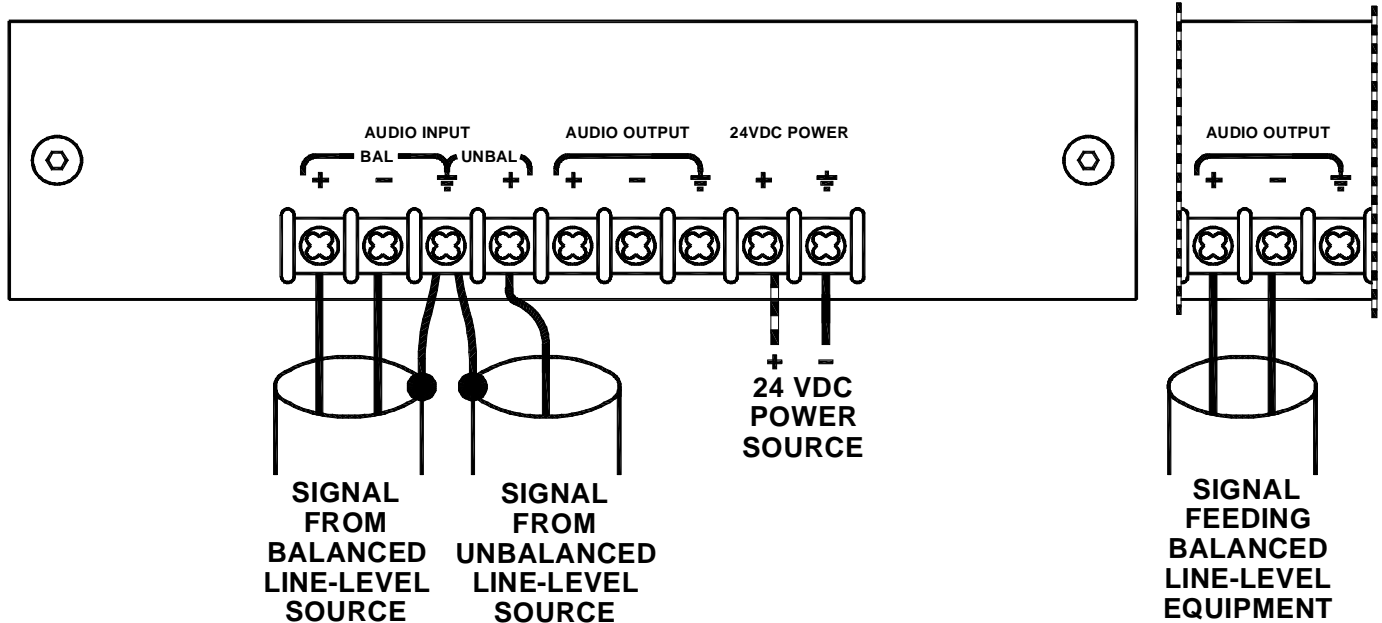 AUDIO INPUT
BAL
UNBAL
+
−
+
AUDIO OUTPUT
+
−
24VDC POWER
+
+
−
24 VDC
POWER
SOURCE
SIGNAL
FROM
BALANCED
LINE-LEVEL
SOURCE
SIGNAL
FROM
UNBALANCED
LINE-LEVEL
SOURCE
AUDIO OUTPUT
+
−
SIGNAL
FEEDING
BALANCED
LINE-LEVEL
EQUIPMENT